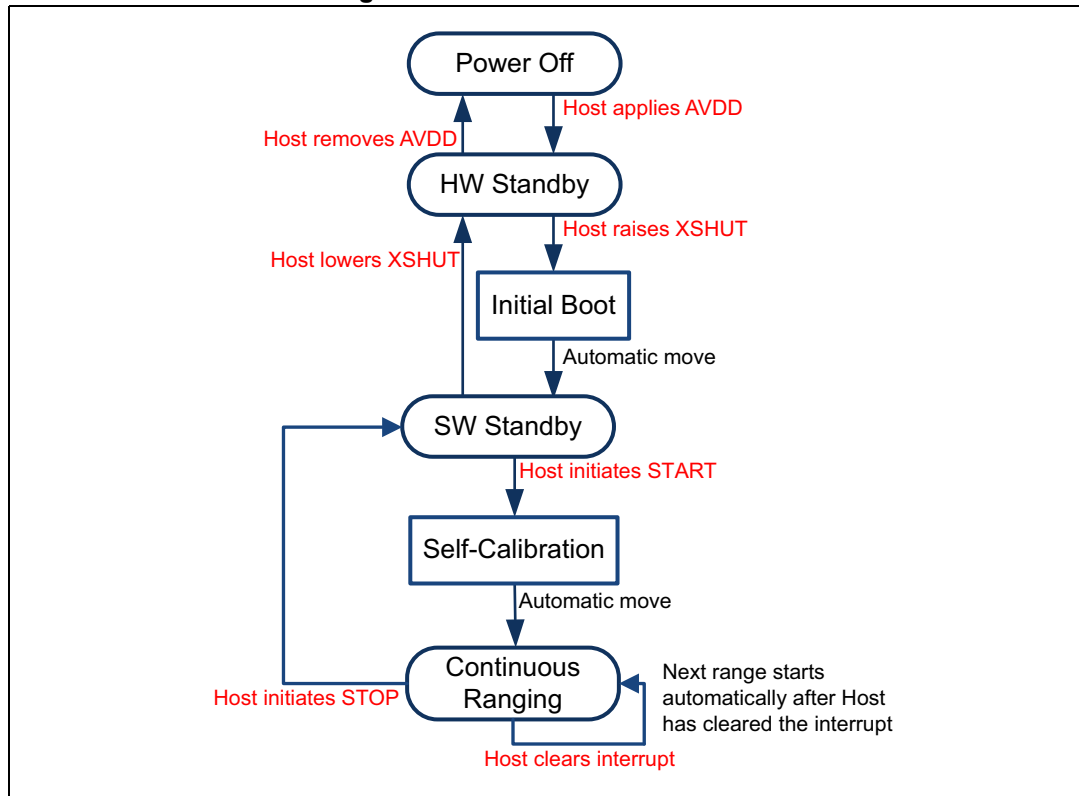 Power Off
Host applies AVDD
Host removes AVDD
HW Standby
Host raises XSHUT
Host lowers XSHUT
Initial Boot
Automatic move
SW Standby
Host initiates START
Self-Calibration
Automatic move
Continuous
Ranging
Next range starts
automatically after Host
has cleared the interrupt
Host initiates STOP
Host clears interrupt